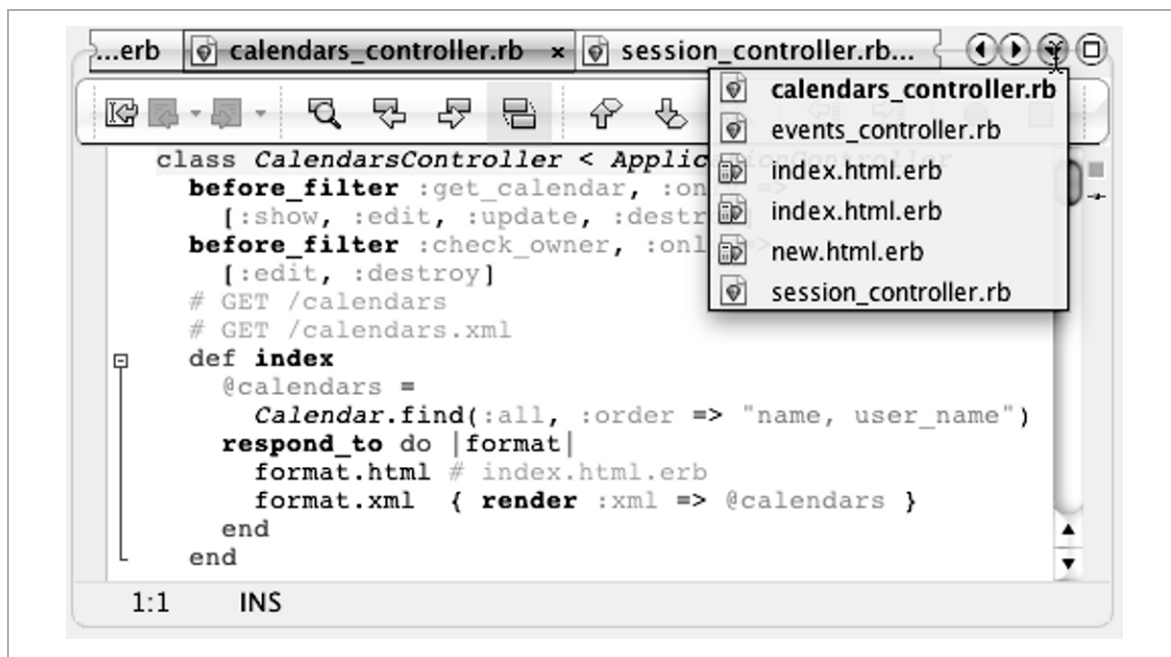 ...erb calendars_controller.rb × session_controller.rb...
calendars_controller.rb
events_controller.rb
index.html.erb
index.html.erb
new.html.erb
session_controller.rb
class CalendarsController < ApplicationController
before_filter :get_calendar, :on =>
[:show, :edit, :update, :destr ]
before_filter :check_owner, :onl =>
[:edit, :destroy]
# GET /calendars
# GET /calendars.xml
def index
@calendars =
Calendar.find(:all, :order => "name, user_name")
respond_to do |format|
format.html # index.html.erb
format.xml { render :xml => @calendars }
end
end
1:1 INS